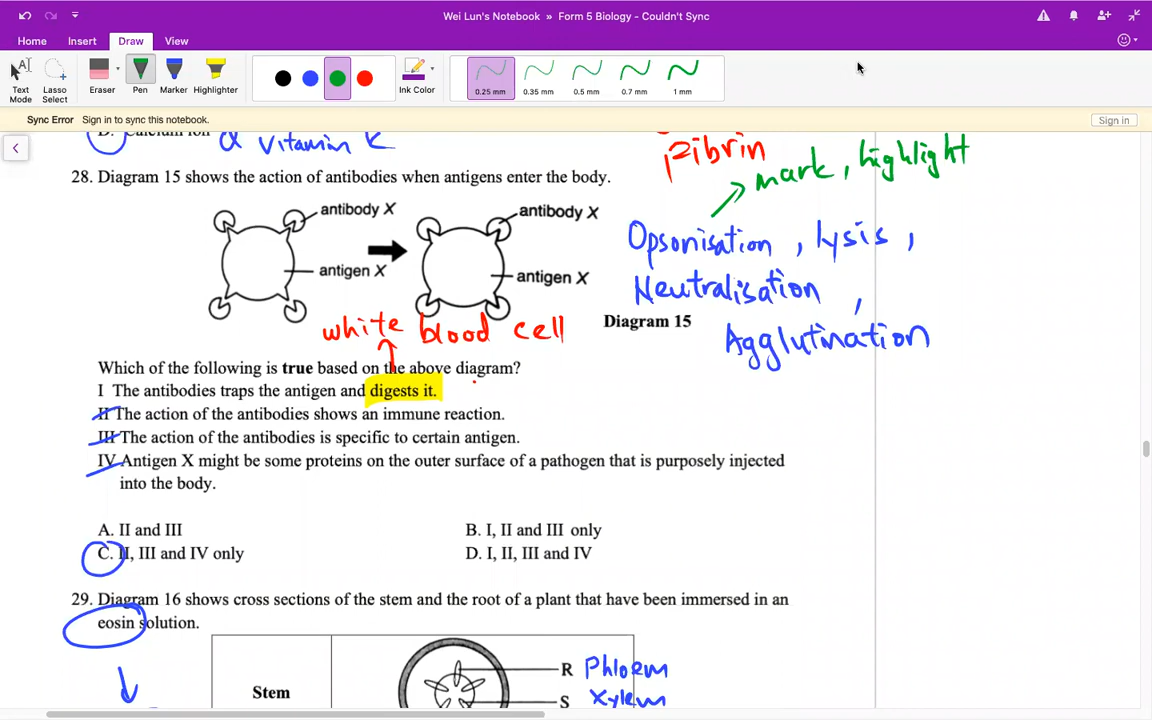 Wei Lun's Notebook » Form 5 Biology - Couldn't Sync
Home Insert Draw View
Text Mode
Lasso Select
Eraser
Pen
Marker
Highlighter
Ink Color
0.25 mm
0.35 mm
0.5 mm
0.7 mm
1 mm
Sync Error Sign in to sync this notebook.
Sign in
D. Calcium ion
& vitamin K
Fibrin
mark, highlight
28. Diagram 15 shows the action of antibodies when antigens enter the body.
antibody X
antigen X
antibody X
antigen X
Opsonisation, lysis,
Neutralisation,
Agglutination
Diagram 15
white blood cell
Which of the following is true based on the above diagram?
I The antibodies traps the antigen and digests it.
II The action of the antibodies shows an immune reaction.
III The action of the antibodies is specific to certain antigen.
IV Antigen X might be some proteins on the outer surface of a pathogen that is purposely injected
into the body.
A. II and III
B. I, II and III only
C. II, III and IV only
D. I, II, III and IV
29. Diagram 16 shows cross sections of the stem and the root of a plant that have been immersed in an
eosin solution.
Stem
R Phloem
S Xylem